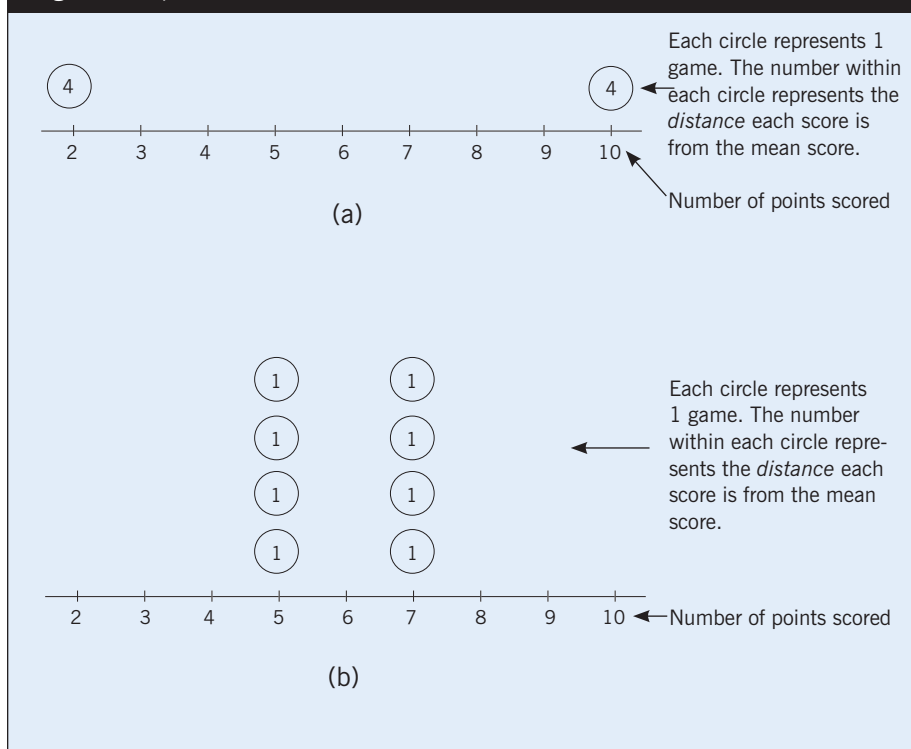 4
4
Each circle represents 1
game. The number within
each circle represents the
distance each score is
from the mean score.
2 3 4 5 6 7 8 9 10
Number of points scored
(a)
1 1
1 1
1 1
1 1
Each circle represents
1 game. The number
within each circle repre-
sents the distance each
score is from the mean
score.
2 3 4 5 6 7 8 9 10
Number of points scored
(b)